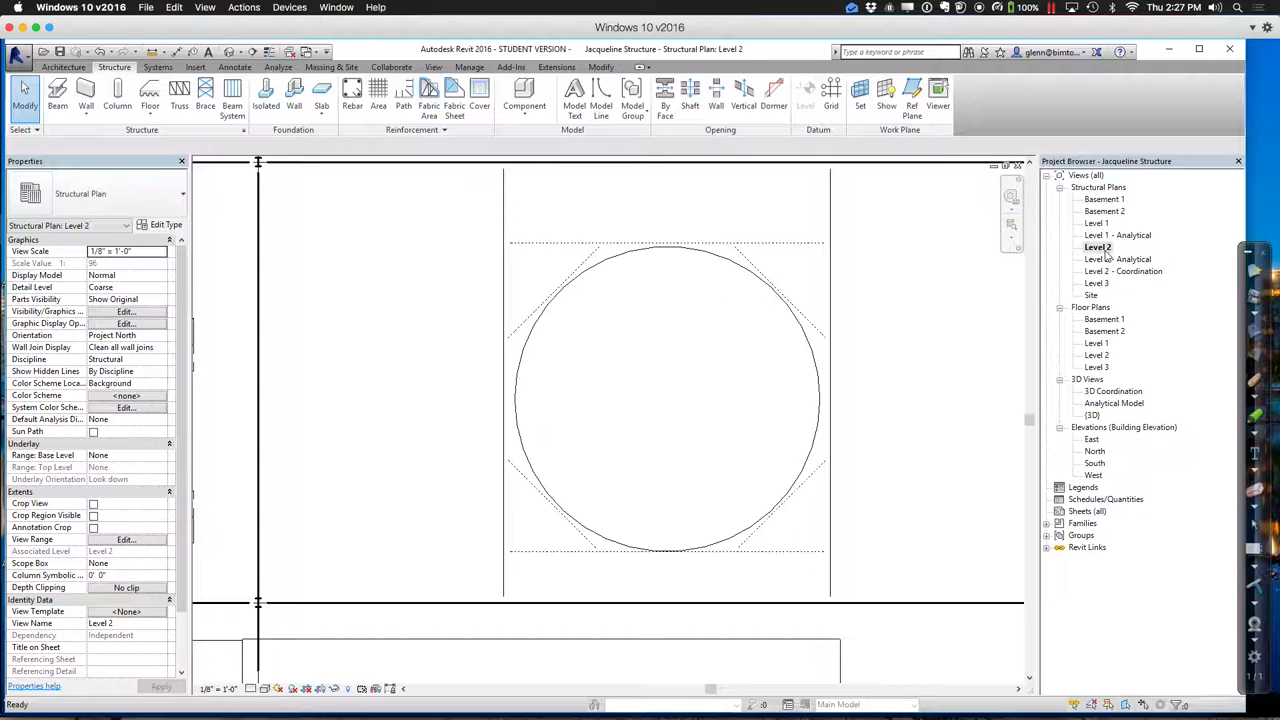 Windows 10 v2016 File Edit View Actions Devices Window Help
100% Thu 2:27 PM
Windows 10 v2016
Autodesk Revit 2016 - STUDENT VERSION - Jacqueline Structure - Structural Plan: Level 2
Type a keyword or phrase
glenn@bimto...
Architecture Structure Systems Insert Annotate Analyze Massing & Site Collaborate View Manage Add-Ins Extensions Modify
Modify Beam Wall Column Floor Truss Brace Beam System Isolated Wall Slab Rebar Area Path Fabric Area Fabric Sheet Cover Component Model Text Model Line Model Group By Face Shaft Wall Vertical Dormer Level Grid Set Show Ref Plane Viewer
Select Structure Foundation Reinforcement Model Opening Datum Work Plane
Properties
Structural Plan
Structural Plan: Level 2 Edit Type
Graphics
View Scale 1/8" = 1'-0"
Scale Value 1: 96
Display Model Normal
Detail Level Coarse
Parts Visibility Show Original
Visibility/Graphics ... Edit...
Graphic Display Op... Edit...
Orientation Project North
Wall Join Display Clean all wall joins
Discipline Structural
Show Hidden Lines By Discipline
Color Scheme Loca... Background
Color Scheme <none>
System Color Sche... Edit...
Default Analysis Di... None
Sun Path
Underlay
Range: Base Level None
Range: Top Level
Underlay Orientation Look down
Extents
Crop View
Crop Region Visible
Annotation Crop
View Range Edit...
Associated Level Level 2
Scope Box None
Column Symbolic ... 0' 0"
Depth Clipping No clip
Identity Data
View Template <None>
View Name Level 2
Dependency Independent
Title on Sheet
Referencing Sheet
Referencing Detail
Properties help Apply
1/8" = 1'-0"
Ready
:0
Main Model
:0
Project Browser - Jacqueline Structure
Views (all)
Structural Plans
Basement 1
Basement 2
Level 1
Level 1 - Analytical
Level 2
Analytical
Level 2 - Coordination
Level 3
Site
Floor Plans
Basement 1
Basement 2
Level 1
Level 2
Level 3
3D Views
3D Coordination
Analytical Model
{3D}
Elevations (Building Elevation)
East
North
South
West
Legends
Schedules/Quantities
Sheets (all)
Families
Groups
Revit Links
1 / 1